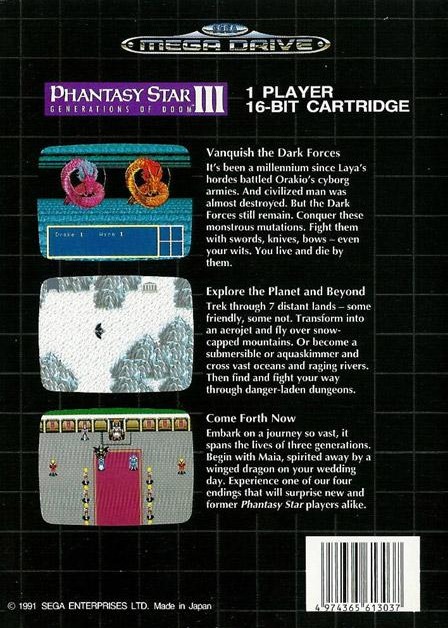 SEGA
MEGA DRIVE
PHANTASY STAR III
GENERATIONS OF DOOM
1 PLAYER
16-BIT CARTRIDGE
Vanquish the Dark Forces
It's been a millennium since Laya's
hordes battled Orakio's cyborg
armies. And civilized man was
almost destroyed. But the Dark
Forces still remain. Conquer these
monstrous mutations. Fight them
with swords, knives, bows – even
your wits. You live and die by
them.
Explore the Planet and Beyond
Trek through 7 distant lands – some
friendly, some not. Transform into
an aerojet and fly over snow-
capped mountains. Or become a
submersible or aquaskimmer and
cross vast oceans and raging rivers.
Then find and fight your way
through danger-laden dungeons.
Come Forth Now
Embark on a journey so vast, it
spans the lives of three generations.
Begin with Maia, spirited away by a
winged dragon on your wedding
day. Experience one of our four
endings that will surprise new and
former Phantasy Star players alike.
© 1991 SEGA ENTERPRISES LTD. Made in Japan
4 974365 613037